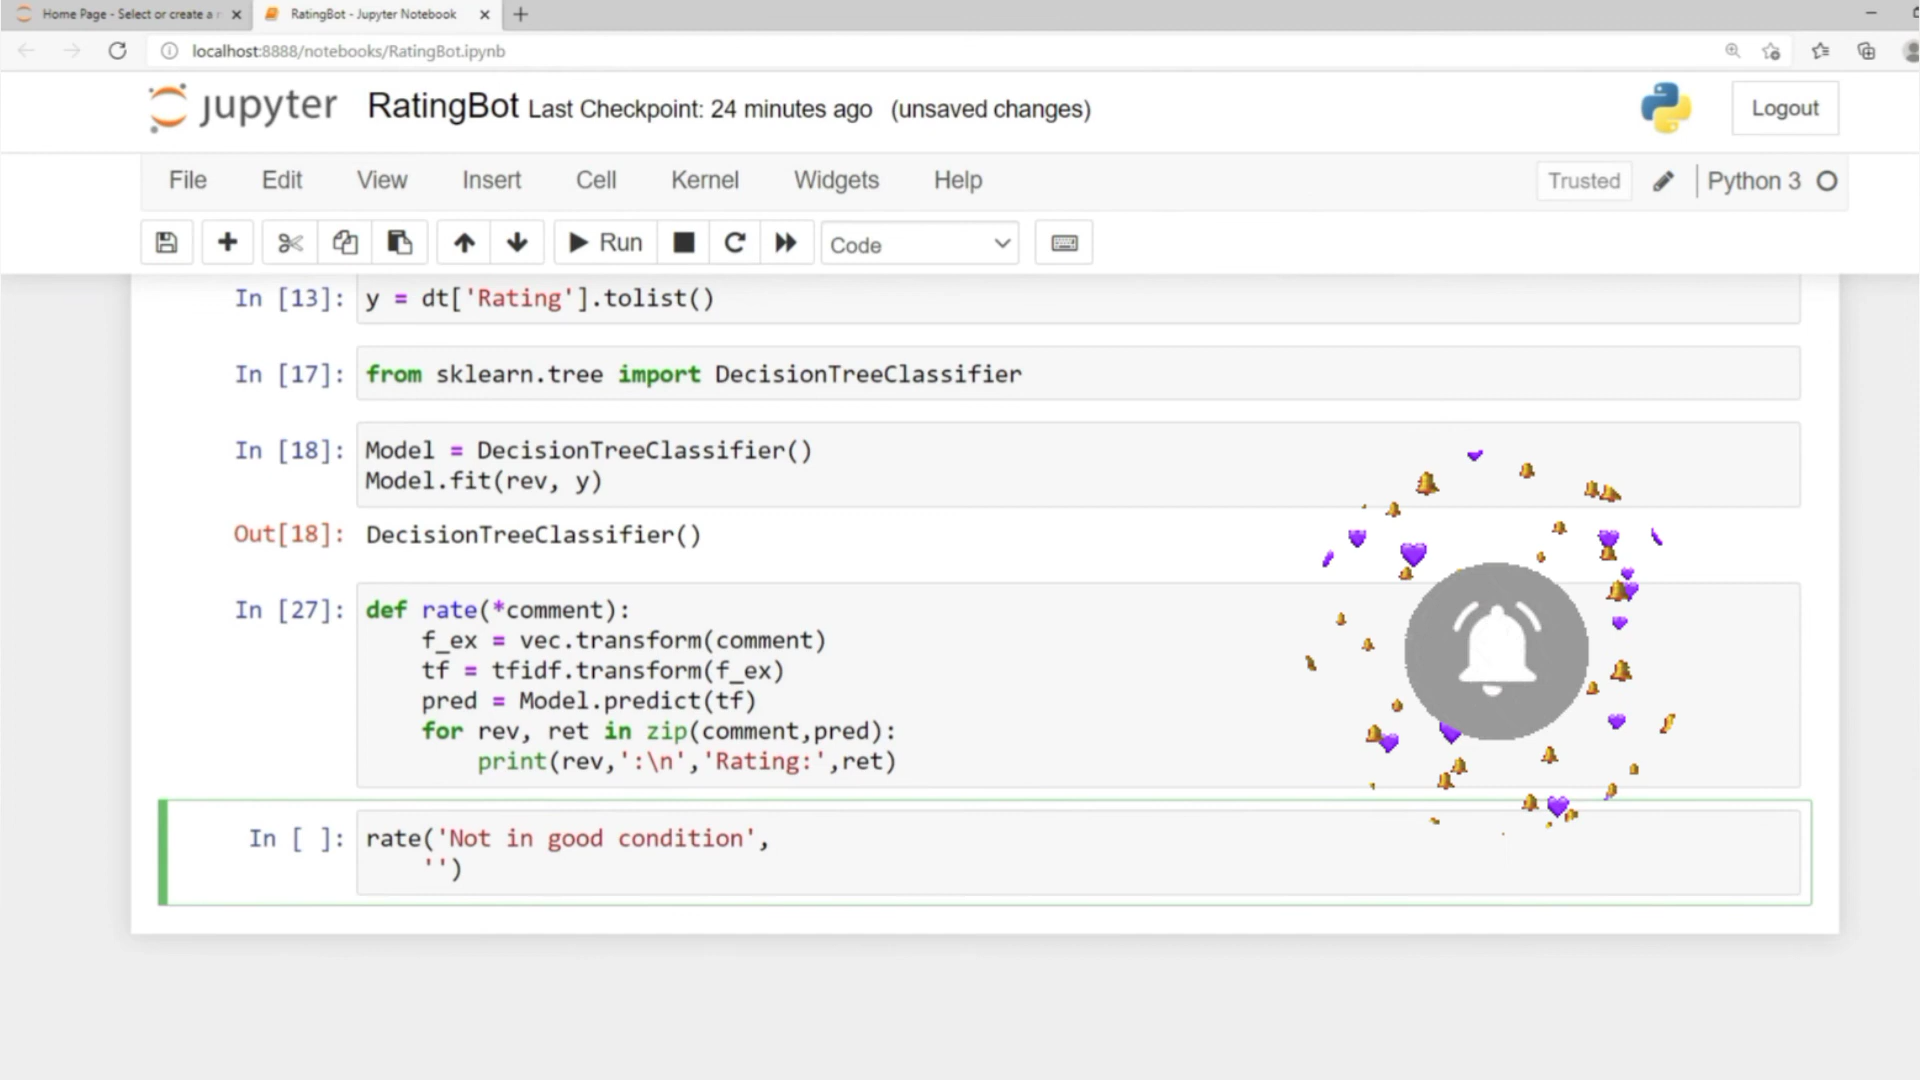 Home Page - Select or create a
RatingBot - Jupyter Notebook
localhost:8888/notebooks/RatingBot.ipynb
jupyter RatingBot Last Checkpoint: 24 minutes ago (unsaved changes)
Logout
File Edit View Insert Cell Kernel Widgets Help
Trusted
Python 3
Run
Code
In [13]: y = dt['Rating'].tolist()
In [17]: from sklearn.tree import DecisionTreeClassifier
In [18]: Model = DecisionTreeClassifier()
Model.fit(rev, y)
Out[18]: DecisionTreeClassifier()
In [27]: def rate(*comment):
f_ex = vec.transform(comment)
tf = tfidf.transform(f_ex)
pred = Model.predict(tf)
for rev, ret in zip(comment,pred):
print(rev,':\n','Rating:',ret)
In [ ]: rate('Not in good condition',
'')